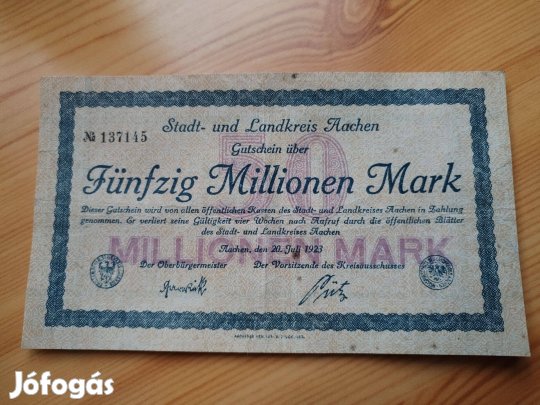 № 137145
Stadt- und Landkreis Aachen
Gutschein über
50
Fünfzig Millionen Mark
Dieser Gutschein wird von allen öffentlichen Kassen des Stadt- und Landkreises Aachen in Zahlung
genommen. Er verliert seine Gültigkeit vier Wochen nach Aufruf durch die öffentlichen Blätter
des Stadt- und Landkreises Aachen
MILLIONEN MARK
Aachen, den 20. Juli 1923
Der Oberbürgermeister Der Vorsitzende des Kreisausschusses
Jófogás